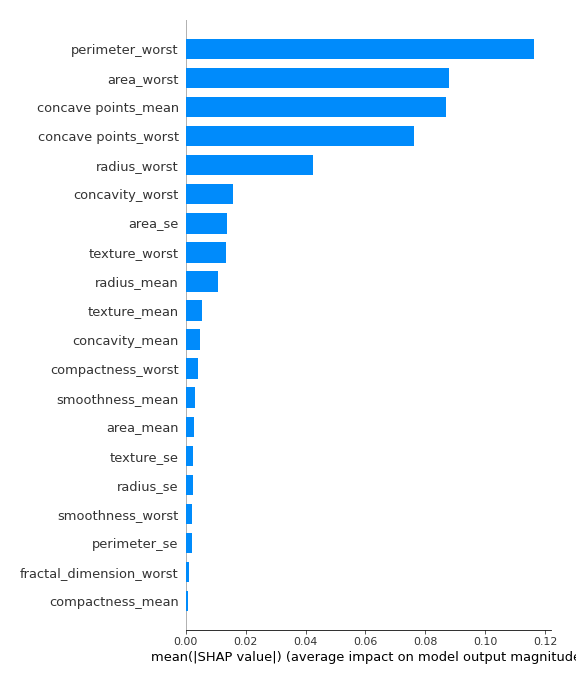 perimeter_worst
area_worst
concave points_mean
concave points_worst
radius_worst
concavity_worst
area_se
texture_worst
radius_mean
texture_mean
concavity_mean
compactness_worst
smoothness_mean
area_mean
texture_se
radius_se
smoothness_worst
perimeter_se
fractal_dimension_worst
compactness_mean
0.00 0.02 0.04 0.06 0.08 0.10 0.12
mean(|SHAP value|) (average impact on model output magnitude